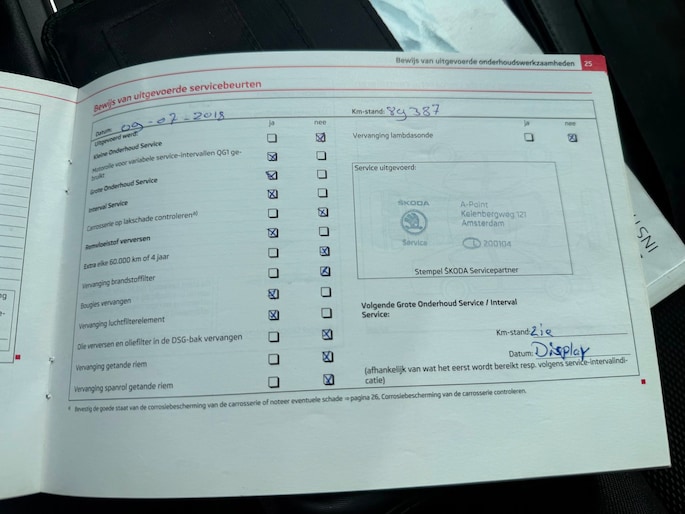 Bewijs van uitgevoerde onderhoudswerkzaamheden 25
Bewijs van uitgevoerde servicebeurten
Datum: 09-07-2018
Km-stand: 89387
Uitgevoerd werd:
ja nee
ja nee
Kleine Onderhoud Service
Vervanging lambdasonde
Motorolie voor variabele service-intervallen QG1 ge-
bruikt
Grote Onderhoud Service
Interval Service
Carrosserie op lakschade controleren a)
Remvloeistof verversen
Extra elke 60.000 km of 4 jaar
Vervanging brandstoffilter
Bougies vervangen
Vervanging luchtfilterelement
Olie verversen en oliefilter in de DSG-bak vervangen
Vervanging getande riem
Vervanging spanrol getande riem
Service uitgevoerd:
ŠKODA
Service
A-Point
Kelenbergweg 121
Amsterdam
200104
Stempel ŠKODA Servicepartner
Volgende Grote Onderhoud Service / Interval
Service:
Km-stand: zie
Datum: Display
(afhankelijk van wat het eerst wordt bereikt resp. volgens service-intervalindi-
catie)
a) Bevestig de goede staat van de corrosiebescherming van de carrosserie of noteer eventuele schade ⇒ pagina 26, Corrosiebescherming van de carrosserie controleren.